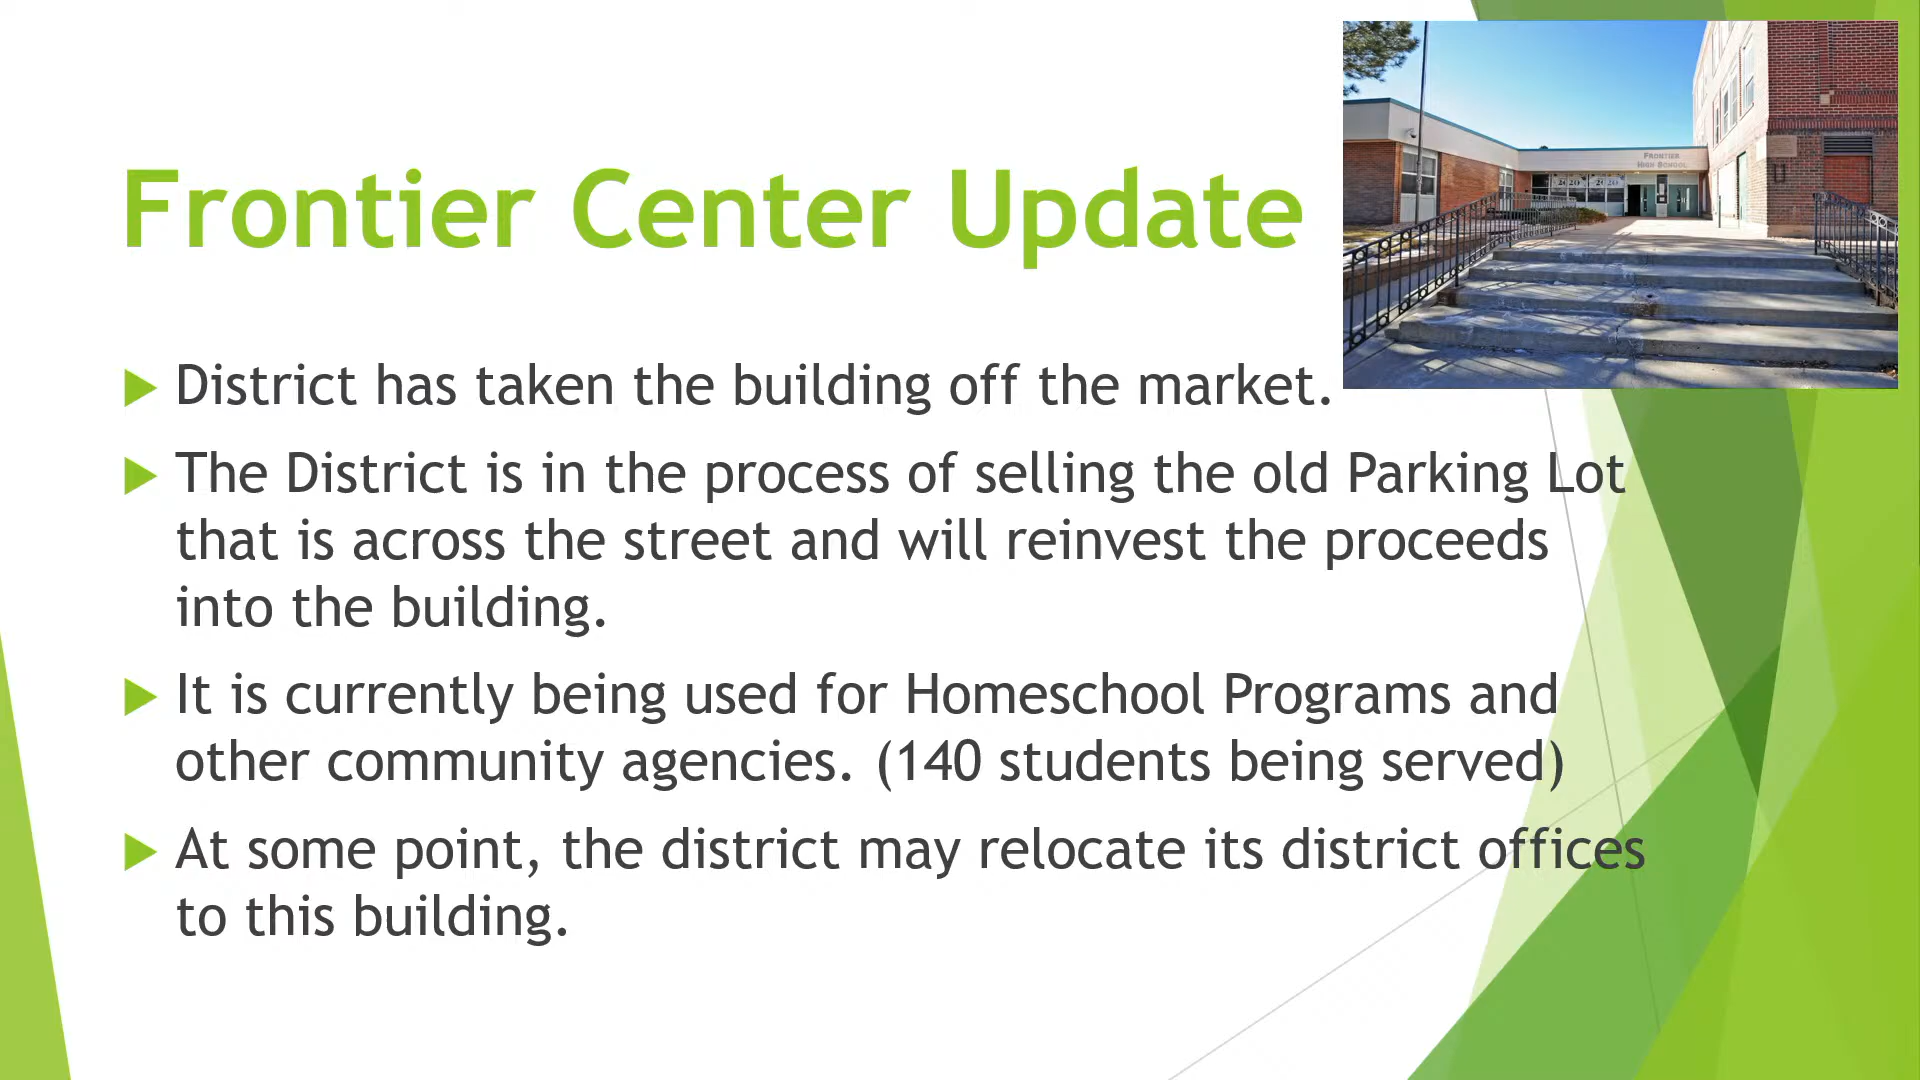 Frontier Center Update
FRONTIER
HIGH SCHOOL
District has taken the building off the market.
The District is in the process of selling the old Parking Lot
that is across the street and will reinvest the proceeds
into the building.
It is currently being used for Homeschool Programs and
other community agencies. (140 students being served)
At some point, the district may relocate its district offices
to this building.